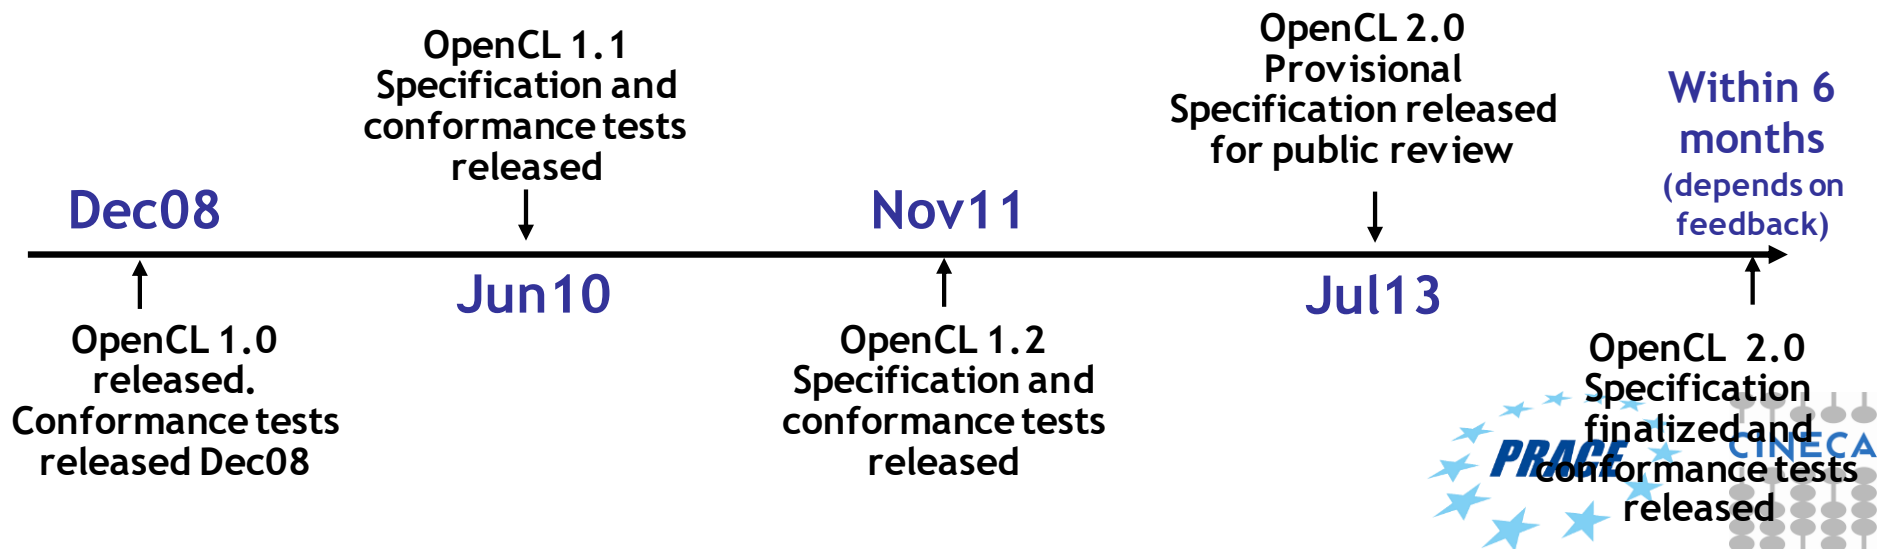 Dec08
OpenCL 1.0
released.
Conformance tests
released Dec08
OpenCL 1.1
Specification and
conformance tests
released
Jun10
Nov11
OpenCL 1.2
Specification and
conformance tests
released
OpenCL 2.0
Provisional
Specification released
for public review
Jul13
Within 6
months
(depends on
feedback)
OpenCL 2.0
Specification
finalized and
conformance tests
released
PRACE
CINECA